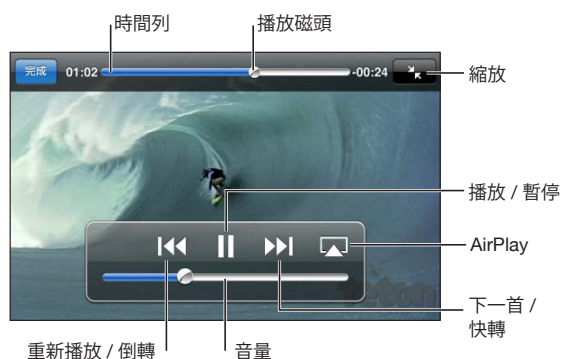 時間列
播放磁頭
完成
01:02
-00:24
縮放
播放 / 暫停
AirPlay
下一首 /
快轉
重新播放 / 倒轉
音量